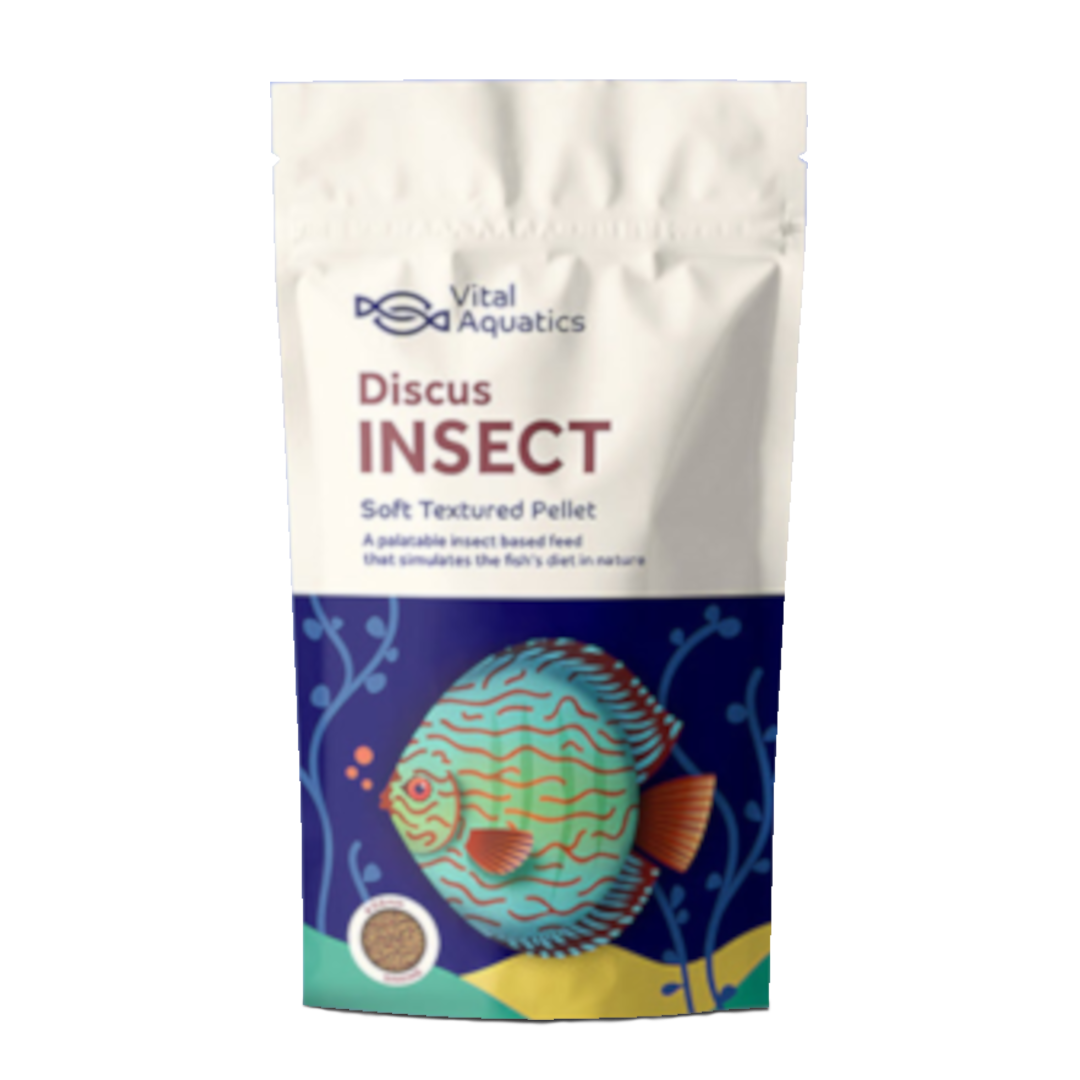 Vital
Aquatics
Discus
INSECT
Soft Textured Pellet
A palatable insect based feed
that simulates the fish's diet in nature